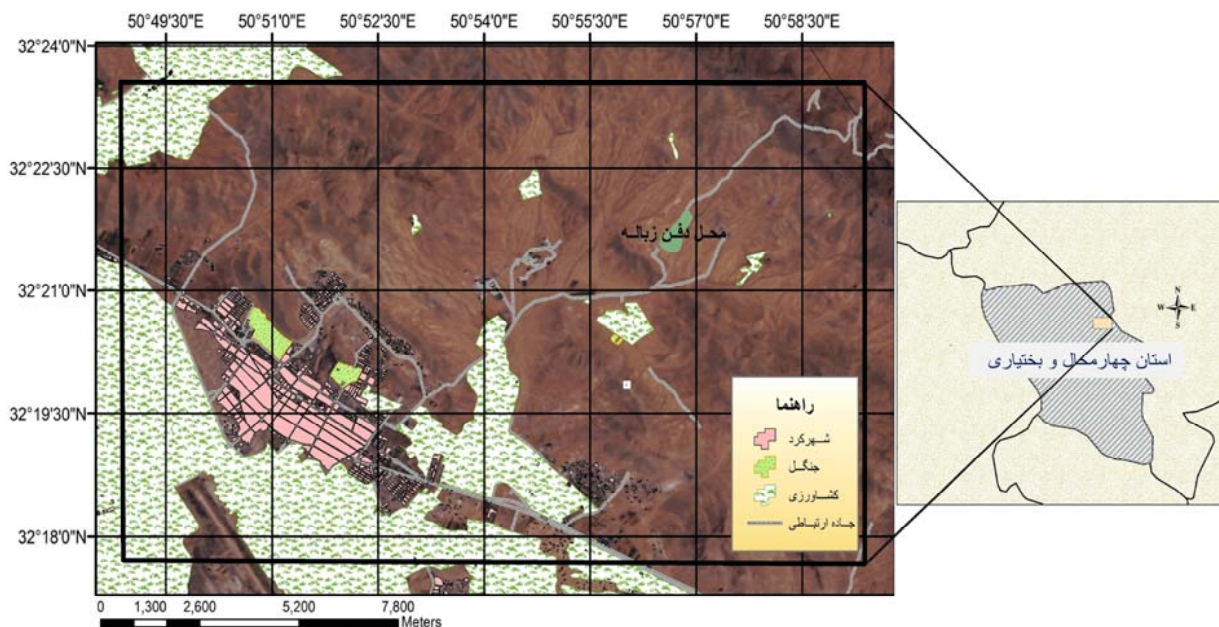 50°49'30"E 50°51'0"E 50°52'30"E 50°54'0"E 50°55'30"E 50°57'0"E 50°58'30"E
32°24'0"N
32°22'30"N
محل دفن زباله
32°21'0"N
N
W E
S
استان چهارمحال و بختیاری
32°19'30"N
راهنما
شهرکرد
جنگل
کشاورزی
جاده ارتباطی
32°18'0"N
0 1,300 2,600 5,200 7,800
Meters